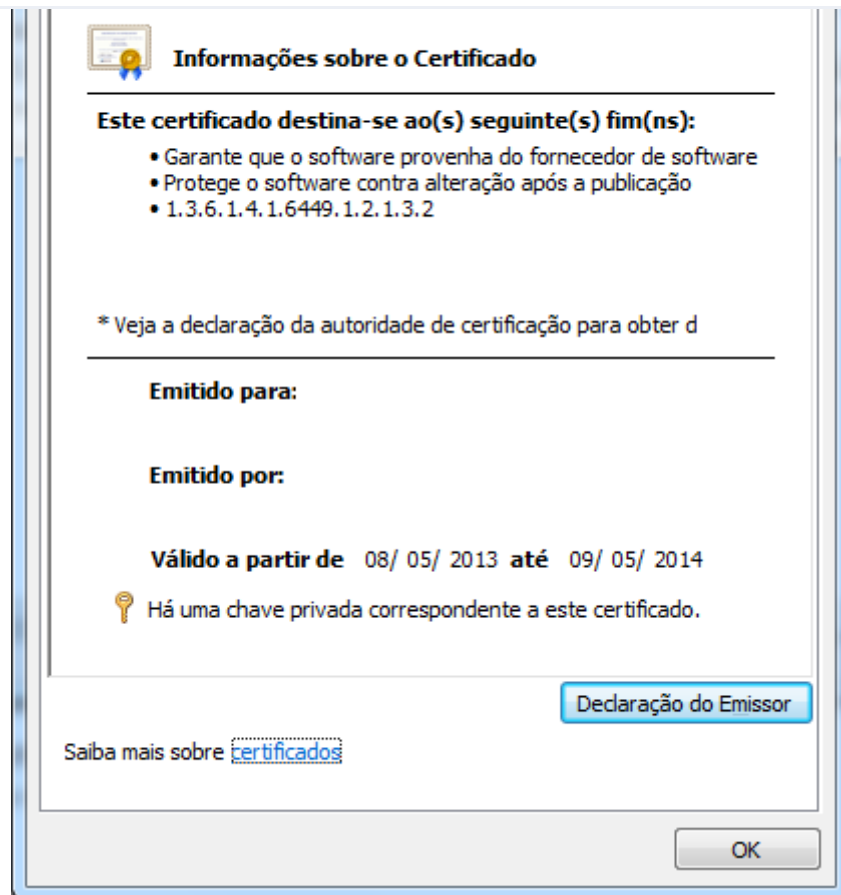 Informações sobre o Certificado
Este certificado destina-se ao(s) seguinte(s) fim(ns):
• Garante que o software provenha do fornecedor de software
• Protege o software contra alteração após a publicação
• 1.3.6.1.4.1.6449.1.2.1.3.2
* Veja a declaração da autoridade de certificação para obter d
Emitido para:
Emitido por:
Válido a partir de 08/ 05/ 2013 até 09/ 05/ 2014
Há uma chave privada correspondente a este certificado.
Declaração do Emissor
Saiba mais sobre certificados
OK